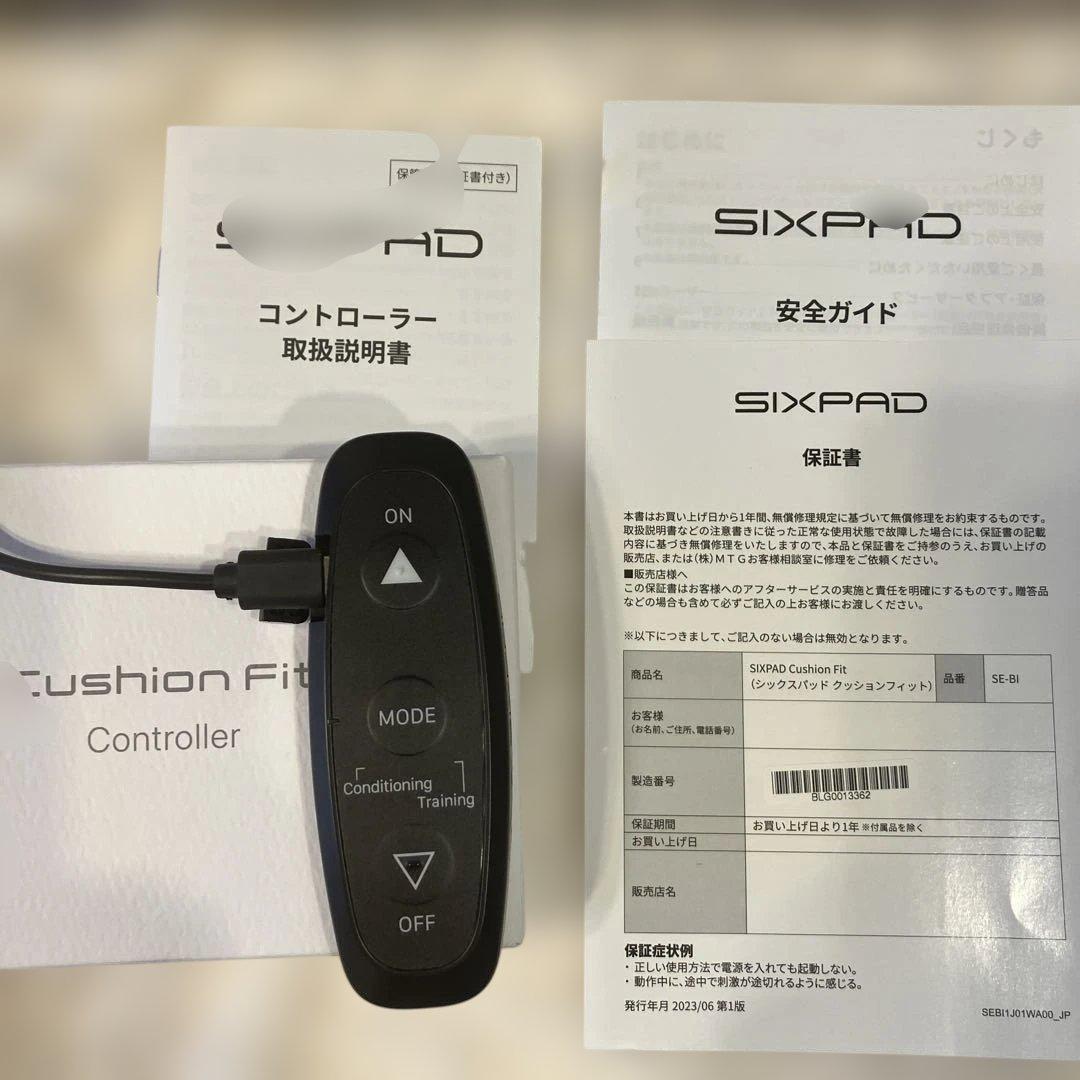 保 証書付き)
PAD
コントローラー
取扱説明書
もくじ
SIXPAD
安全ガイド
SIXPAD
保証書
本書はお買い上げ日から1年間、無償修理規定に基づいて無償修理をお約束するものです。
取扱説明書などの注意書きに従った正常な使用状態で故障した場合には、保証書の記載
内容に基づき無償修理をいたしますので、本品と保証書をご持参のうえ、お買い上げの
販売店、または(株)MTGお客様相談室に修理をご依頼ください。
■販売店様へ
この保証書はお客様へのアフターサービスの実施と責任を明確にするものです。贈答品
などの場合も含めて必ずご記入の上お客様にお渡しください。
※以下につきまして、ご記入のない場合は無効となります。
商品名 SIXPAD Cushion Fit
(シックスパッド クッションフィット) 品番 SE-BI
お客様
(お名前、ご住所、電話番号)
製造番号 BLG0013362
保証期間 お買い上げ日より1年 ※付属品を除く
お買い上げ日
販売店名
保証症状例
・正しい使用方法で電源を入れても起動しない。
・動作中に、途中で刺激が途切れるように感じる。
発行年月 2023/06 第1版
SEBI1J01WA00_JP
Cushion Fit
Controller
ON
MODE
Conditioning
Training
OFF